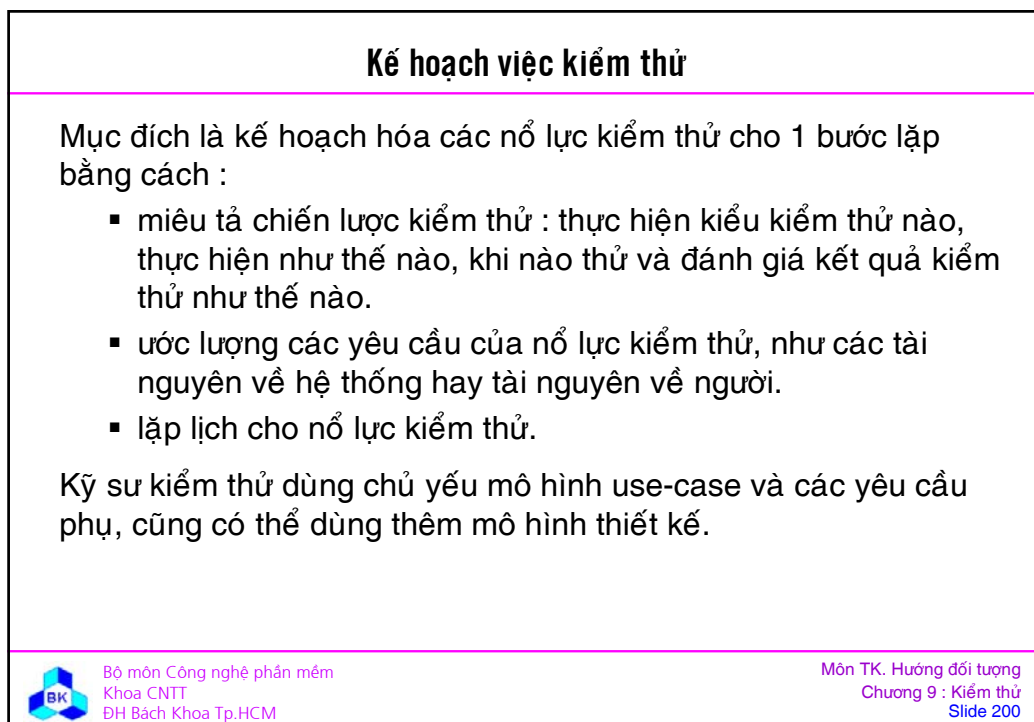 Kế hoạch việc kiểm thử
Mục đích là kế hoạch hóa các nổ lực kiểm thử cho 1 bước lặp
bằng cách :
▪ miêu tả chiến lược kiểm thử : thực hiện kiểu kiểm thử nào,
thực hiện như thế nào, khi nào thử và đánh giá kết quả kiểm
thử như thế nào.
▪ ước lượng các yêu cầu của nổ lực kiểm thử, như các tài
nguyên về hệ thống hay tài nguyên về người.
▪ lặp lịch cho nổ lực kiểm thử.
Kỹ sư kiểm thử dùng chủ yếu mô hình use-case và các yêu cầu
phụ, cũng có thể dùng thêm mô hình thiết kế.
BK
Bộ môn Công nghệ phần mềm
Khoa CNTT
ĐH Bách Khoa Tp.HCM
Môn TK. Hướng đối tượng
Chương 9 : Kiểm thử
Slide 200